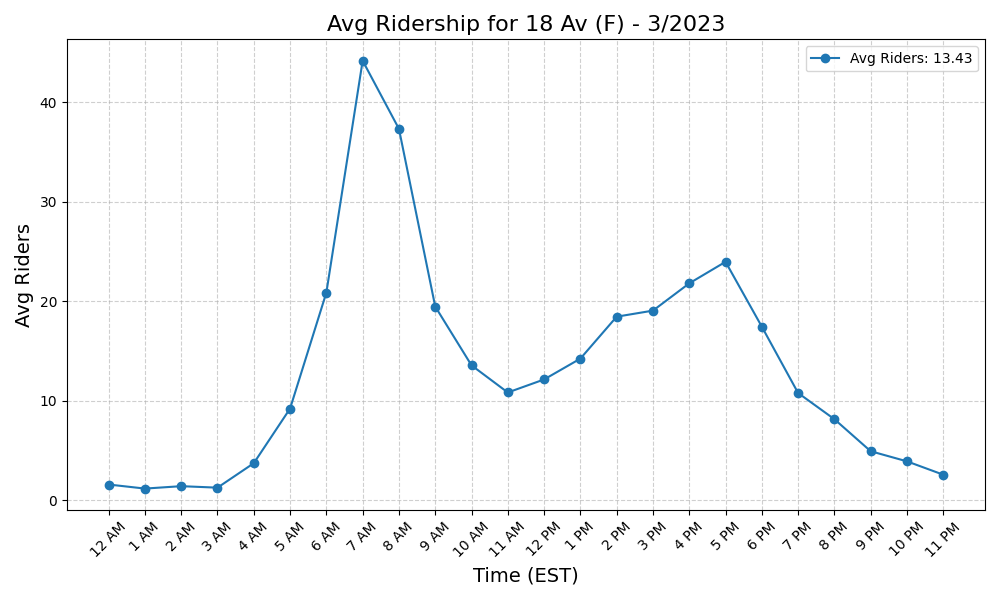 Avg Ridership for 18 Av (F) - 3/2023
Avg Riders: 13.43
Avg Riders
40
30
20
10
0
12 AM
1 AM
2 AM
3 AM
4 AM
5 AM
6 AM
7 AM
8 AM
9 AM
10 AM
11 AM
12 PM
1 PM
2 PM
3 PM
4 PM
5 PM
6 PM
7 PM
8 PM
9 PM
10 PM
11 PM
Time (EST)